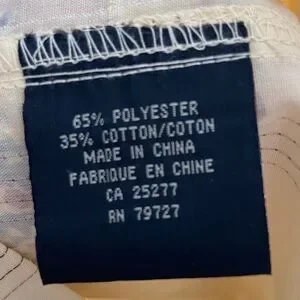 65% POLYESTER
35% COTTON/COTON
MADE IN CHINA
FABRIQUE EN CHINE
CA 25277
RN 79727